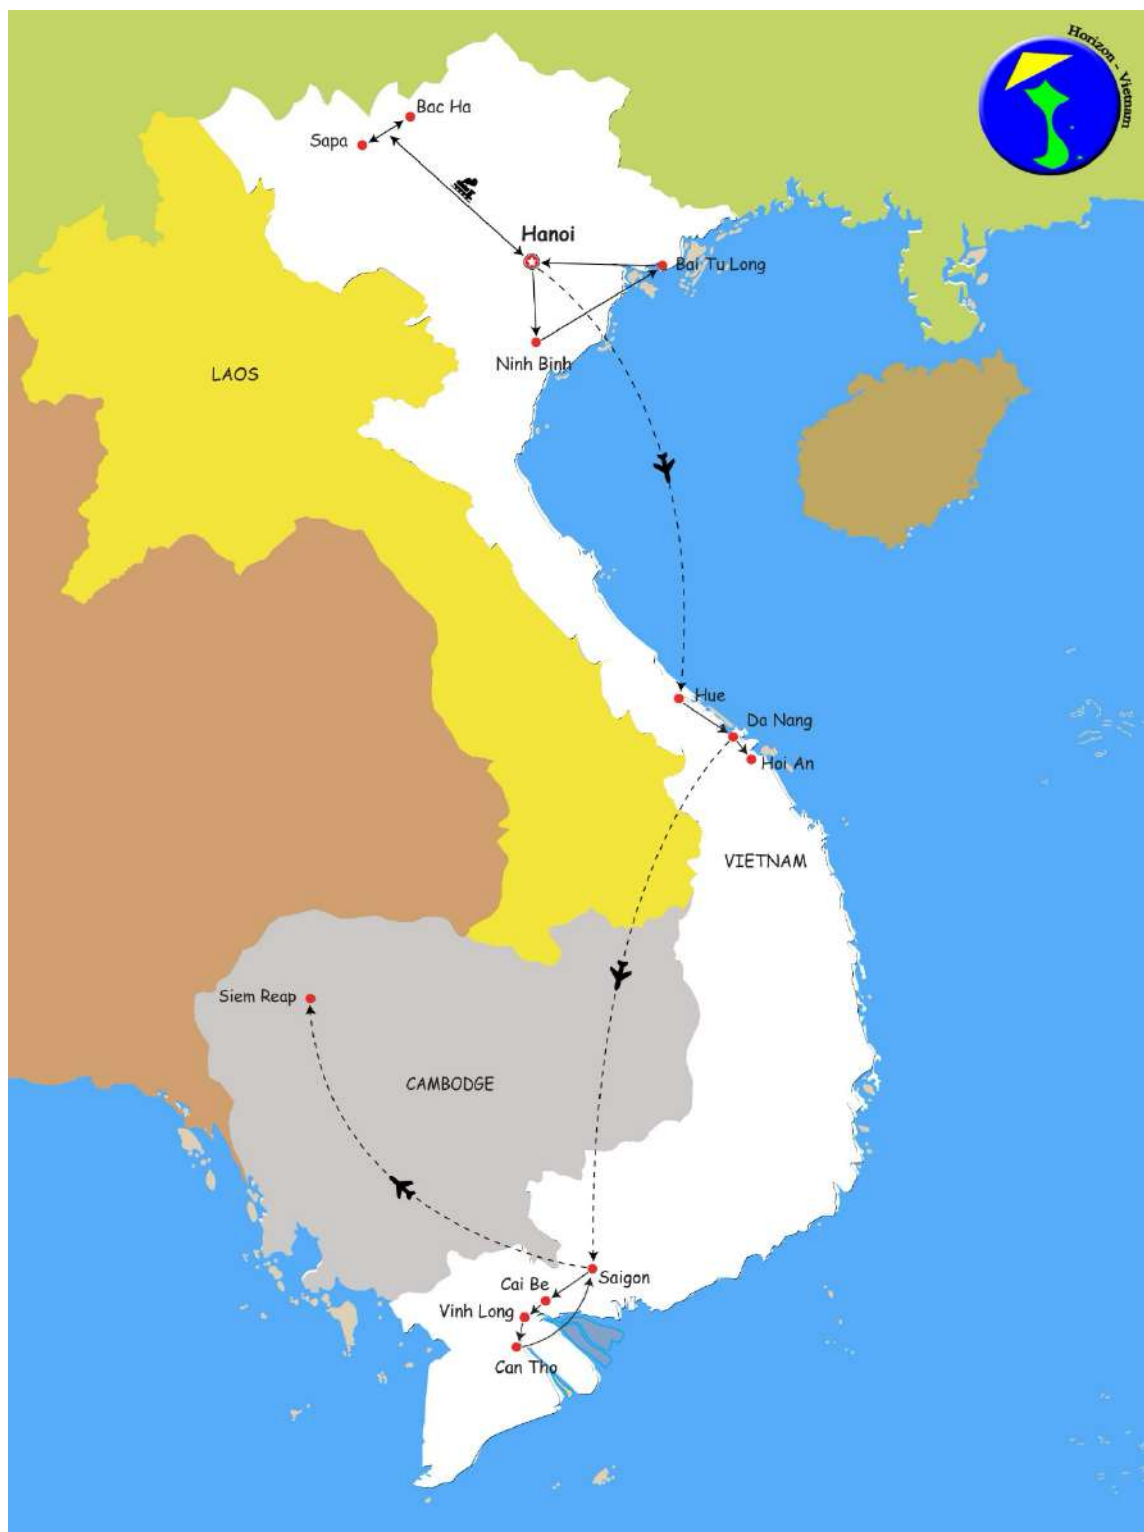 Horizon - Vietnam
Bac Ha
Sapa
Hanoi
Bai Tu Long
Ninh Binh
LAOS
Hue
Da Nang
Hoi An
VIETNAM
Siem Reap
CAMBODGE
Saigon
Cai Be
Vinh Long
Can Tho